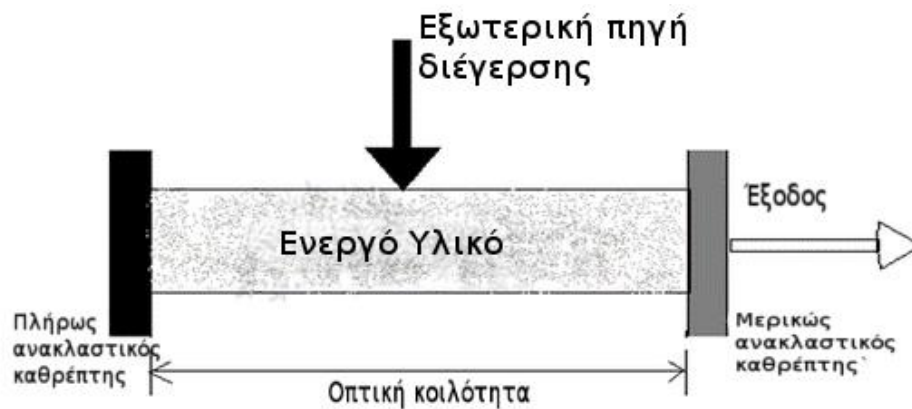 Εξωτερική πηγή
διέγερσης
Έξοδος
Ενεργό Υλικό
Πλήρως
ανακλαστικός
καθρέπτης
Μερικώς
ανακλαστικός
καθρέπτης`
Οπτική κοιλότητα